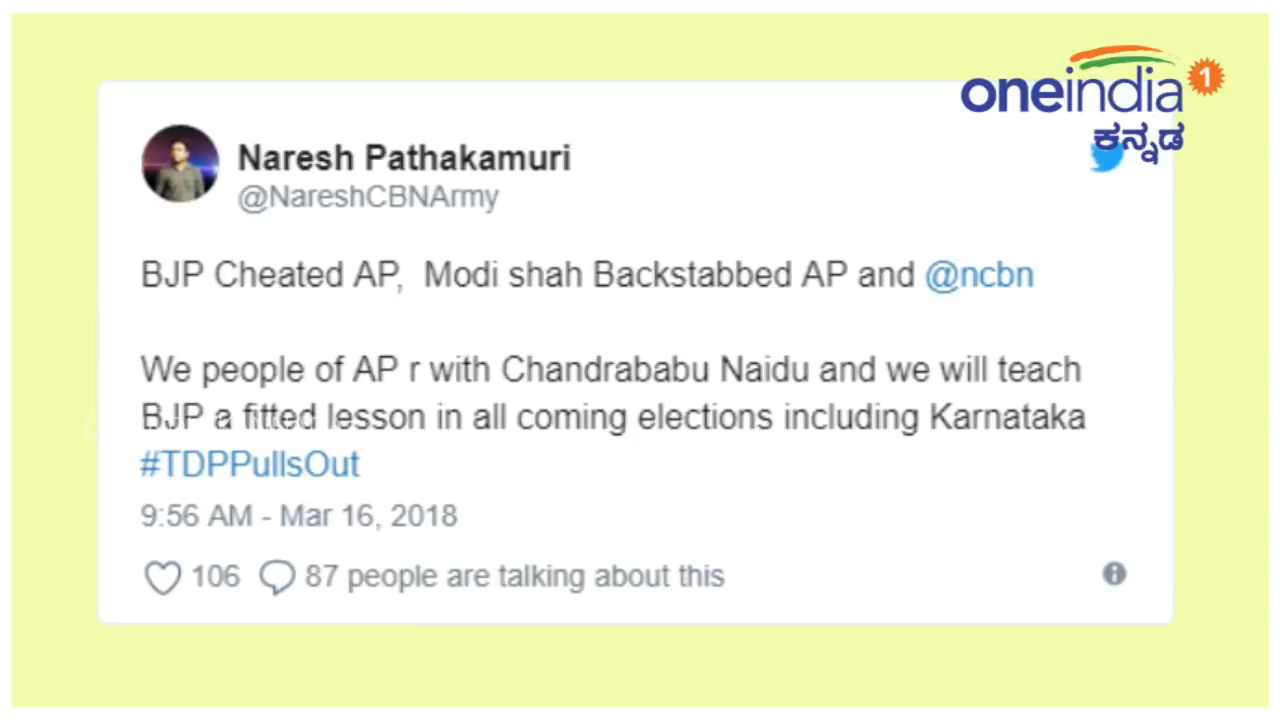 oneindia 1
ಕನ್ನಡ
Naresh Pathakamuri
@NareshCBNArmy
BJP Cheated AP, Modi shah Backstabbed AP and @ncbn
We people of AP r with Chandrababu Naidu and we will teach
BJP a fitted lesson in all coming elections including Karnataka
#TDPPullsOut
9:56 AM - Mar 16, 2018
106 87 people are talking about this